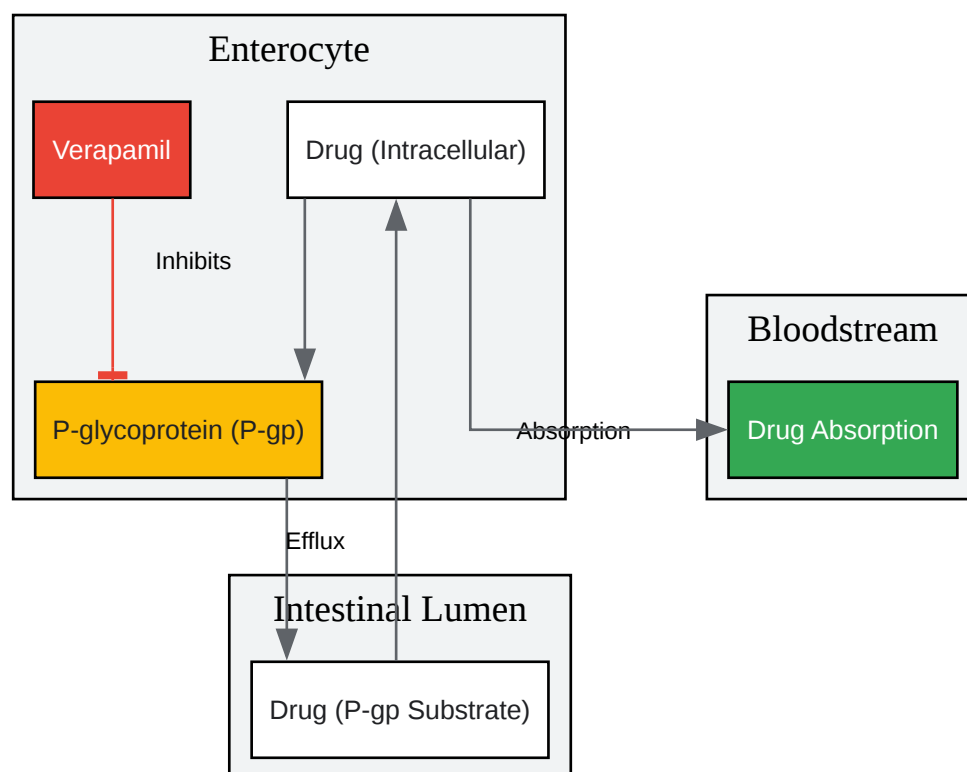 Enterocyte
Verapamil
Drug (Intracellular)
Inhibits
Bloodstream
P-glycoprotein (P-gp)
Absorption
Drug Absorption
Efflux
Intestinal Lumen
Drug (P-gp Substrate)